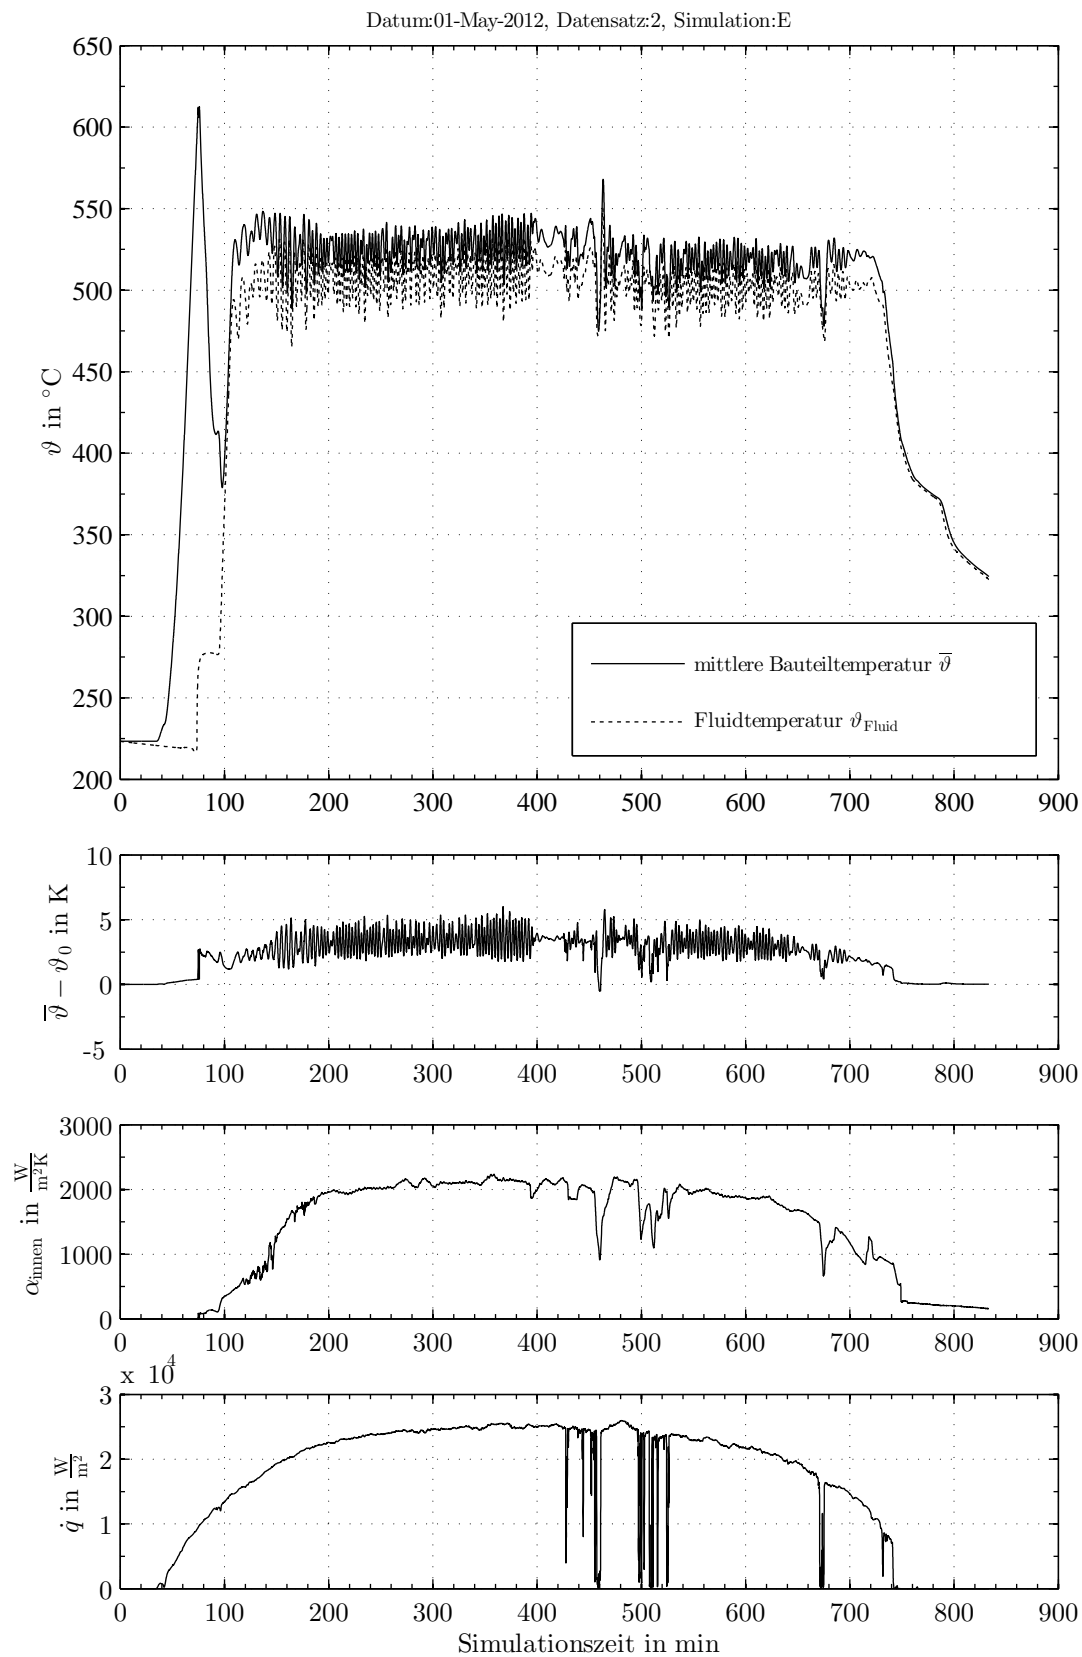 Datum:01-May-2012, Datensatz:2, Simulation:E
650
600
550
500
450
400
350
300
250
200
ϑ in °C
mittlere Bauteiltemperatur ϑ̅
Fluidtemperatur ϑ_Fluid
0 100 200 300 400 500 600 700 800 900
10
5
0
-5
ϑ̅ − ϑ₀ in K
0 100 200 300 400 500 600 700 800 900
3000
2000
1000
0
α_innen in W/m²K
0 100 200 300 400 500 600 700 800 900
x 10⁴
3
2
1
0
q̇ in W/m²
0 100 200 300 400 500 600 700 800 900
Simulationszeit in min